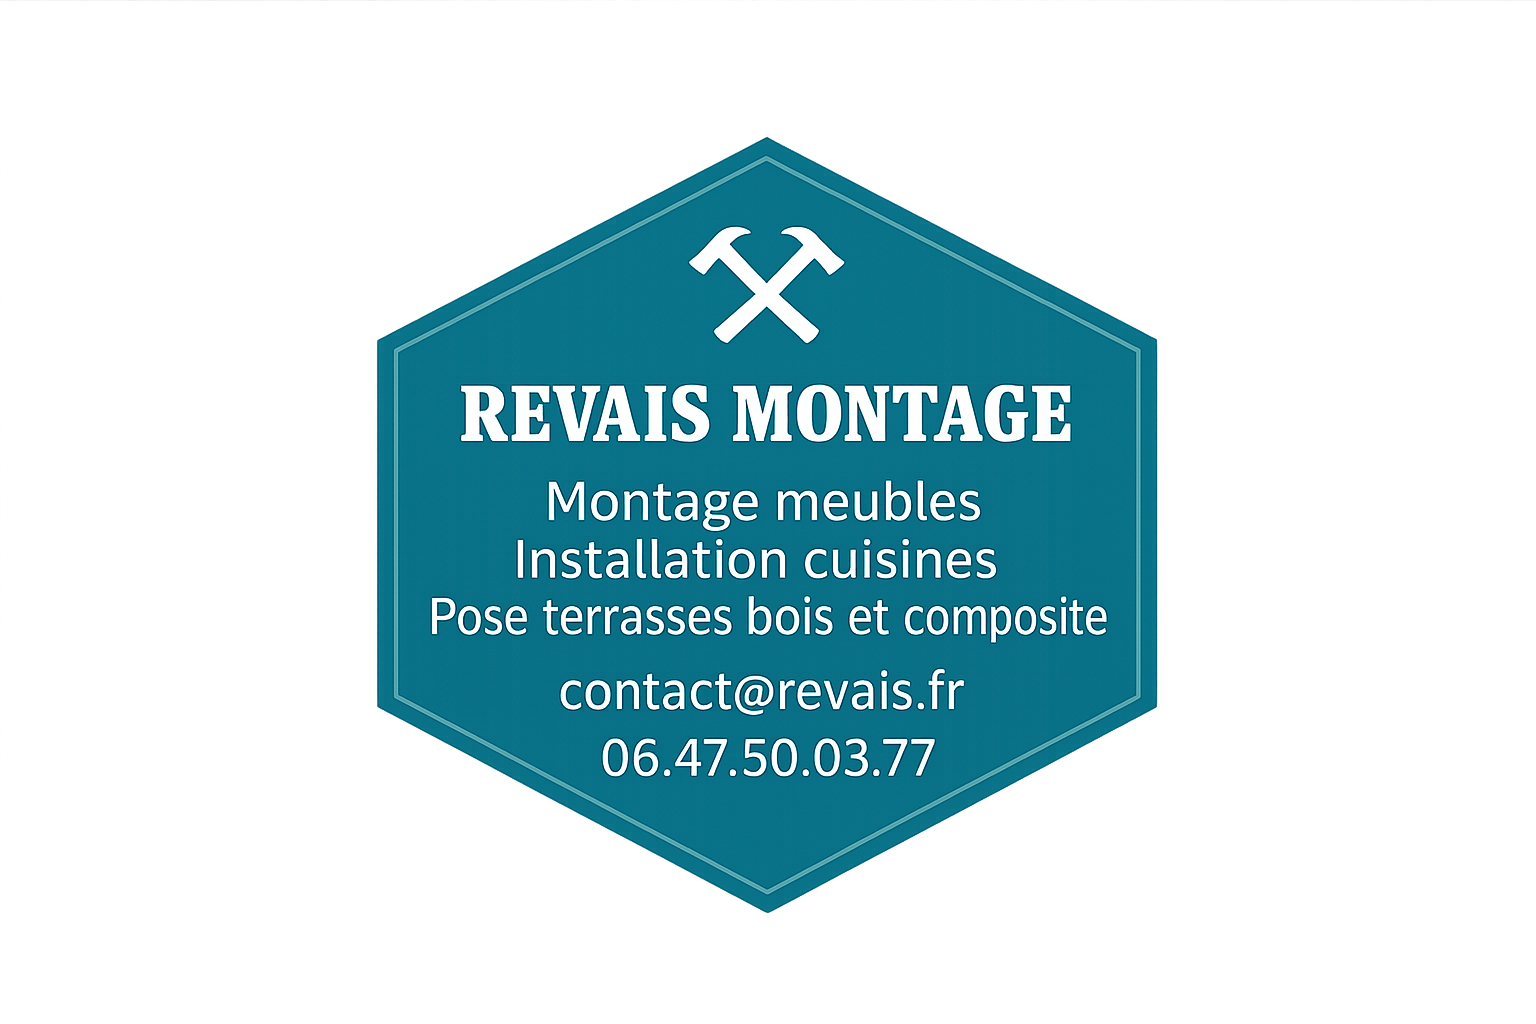 REVAIS MONTAGE
Montage meubles
Installation cuisines
Pose terrasses bois et composite
contact@revais.fr
06.47.50.03.77